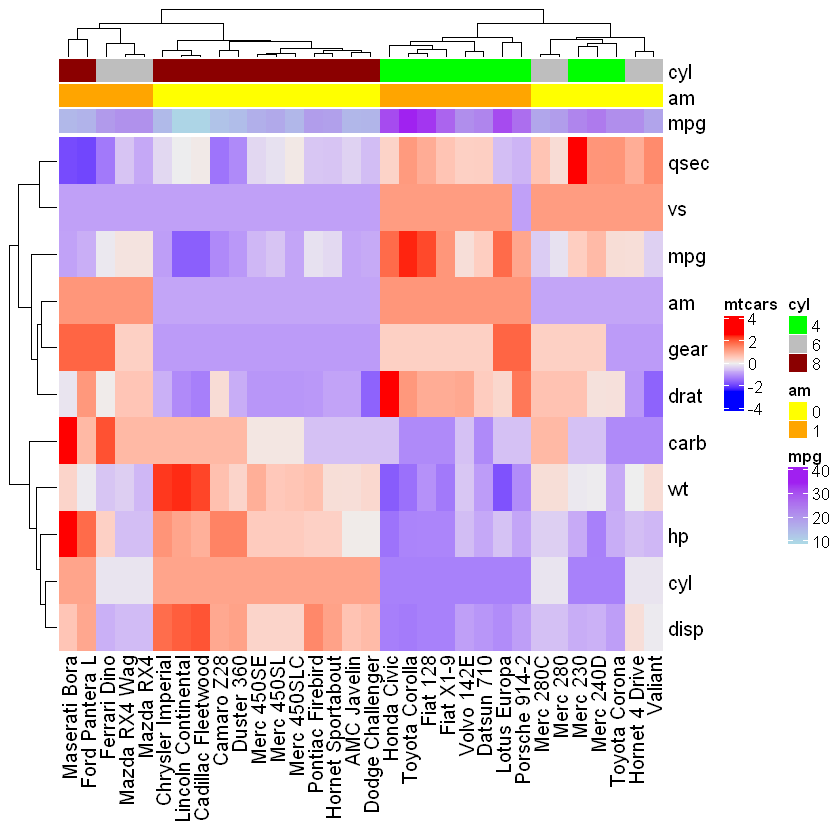 cyl
am
mpg
qsec
vs
mpg
am
gear
drat
carb
wt
hp
cyl
disp
Maserati Bora
Ford Pantera L
Ferrari Dino
Mazda RX4 Wag
Mazda RX4
Chrysler Imperial
Lincoln Continental
Cadillac Fleetwood
Camaro Z28
Duster 360
Merc 450SE
Merc 450SL
Merc 450SLC
Pontiac Firebird
Hornet Sportabout
AMC Javelin
Dodge Challenger
Honda Civic
Toyota Corolla
Fiat 128
Fiat X1-9
Volvo 142E
Datsun 710
Lotus Europa
Porsche 914-2
Merc 280C
Merc 280
Merc 230
Merc 240D
Toyota Corona
Hornet 4 Drive
Valiant
mtcars
4
2
0
-2
-4
cyl
4
6
8
am
0
1
mpg
40
30
20
10